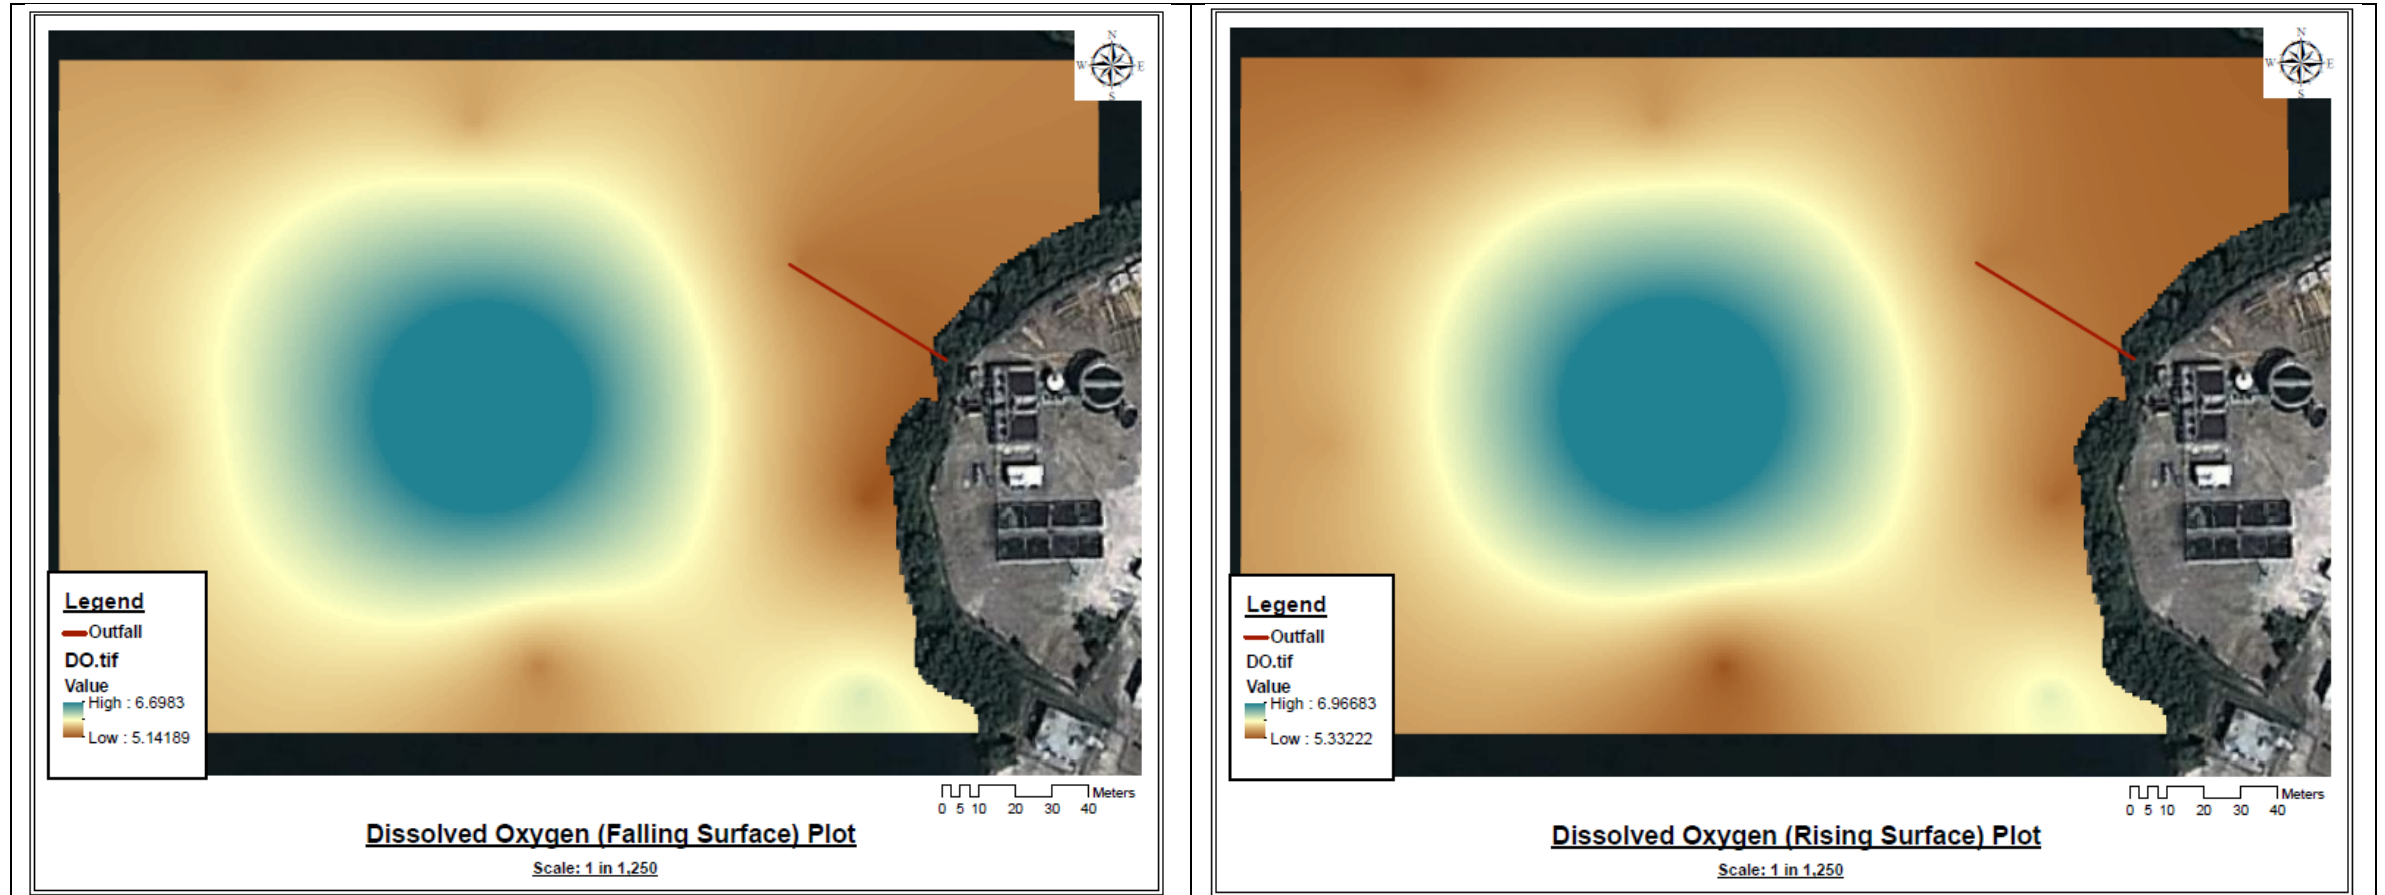 N
W E
S
Legend
Outfall
DO.tif
Value
High : 6.6983
Low : 5.14189
Meters
0 5 10 20 30 40
Dissolved Oxygen (Falling Surface) Plot
Scale: 1 in 1,250
N
W E
S
Legend
Outfall
DO.tif
Value
High : 6.96683
Low : 5.33222
Meters
0 5 10 20 30 40
Dissolved Oxygen (Rising Surface) Plot
Scale: 1 in 1,250